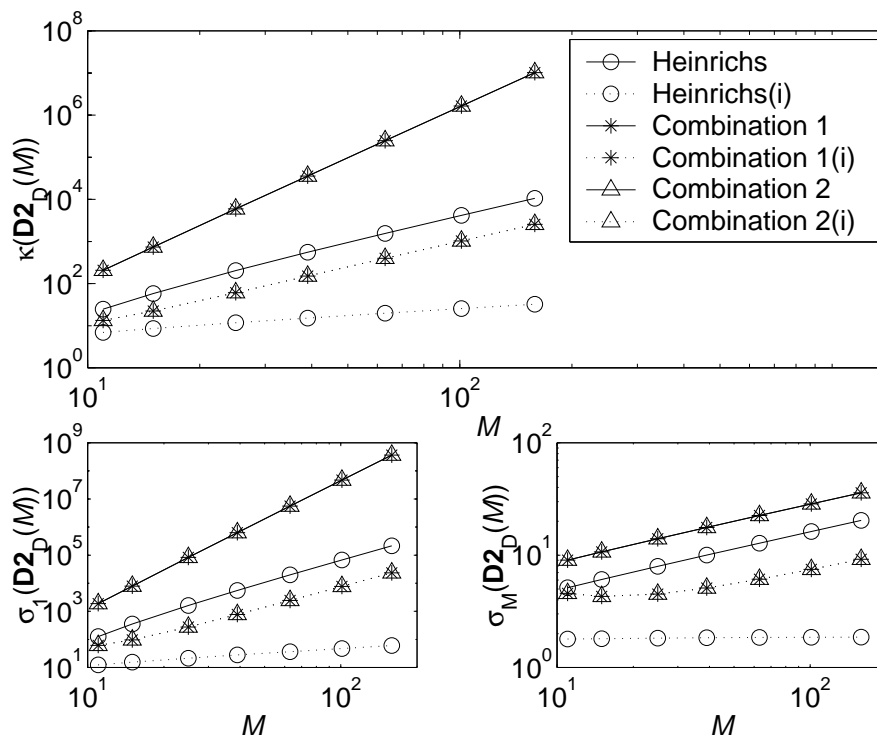 10^8
10^6
10^4
10^2
10^0
κ(D2_D(M))
10^1
10^2
M
Heinrichs
Heinrichs(i)
Combination 1
Combination 1(i)
Combination 2
Combination 2(i)
10^9
10^7
10^5
10^3
10^1
σ_1(D2_D(M))
10^1
10^2
M
10^2
10^1
10^0
σ_M(D2_D(M))
10^1
10^2
M